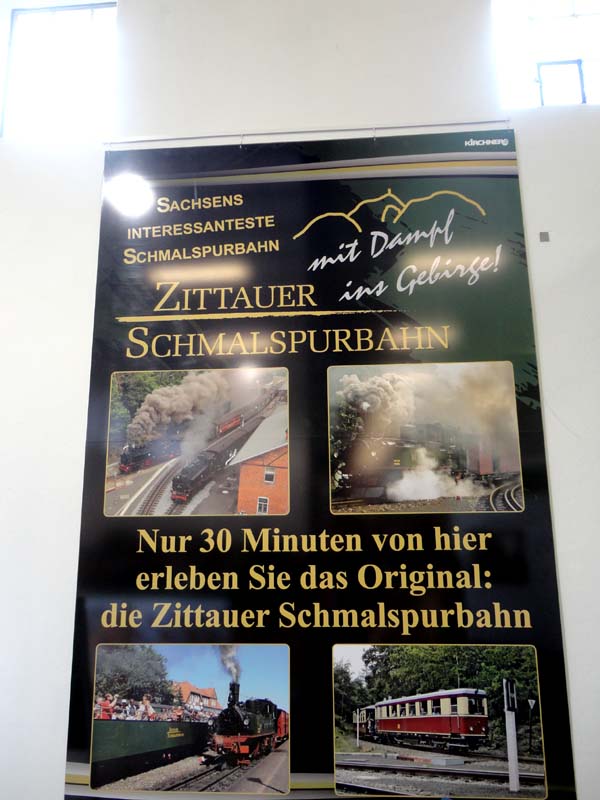 KIRCHNER
SACHSENS
INTERESSANTESTE
SCHMALSPURBAHN
mit Dampf
ins Gebirge!
ZITTAUER
SCHMALSPURBAHN
Nur 30 Minuten von hier
erleben Sie das Original:
die Zittauer Schmalspurbahn